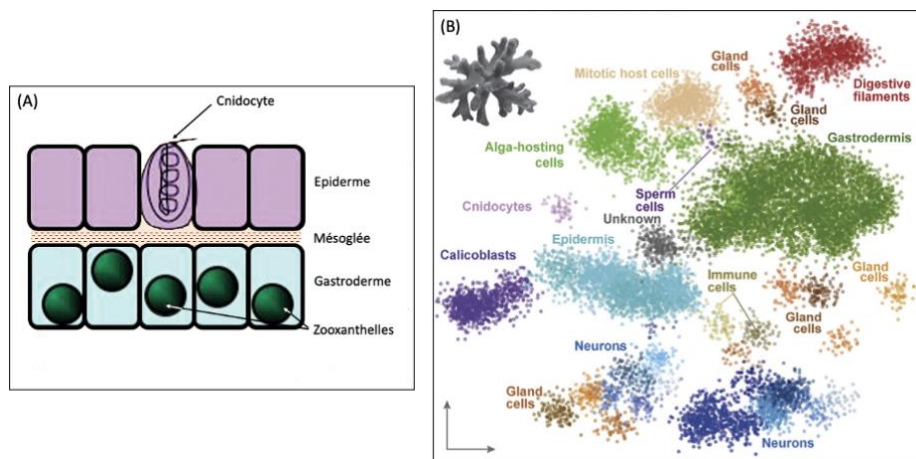 (A)
Cnidocyte
Epiderme
Mésoglée
Gastroderme
Zooxanthelles
(B)
Gland
cells
Mitotic host cells
Digestive
filaments
Gland
cells
Alga-hosting
cells
Gastrodermis
Sperm
cells
Cnidocytes
Unknown
Epidermis
Calicoblasts
Immune
cells
Gland
cells
Gland
cells
Neurons
Gland
cells
Neurons